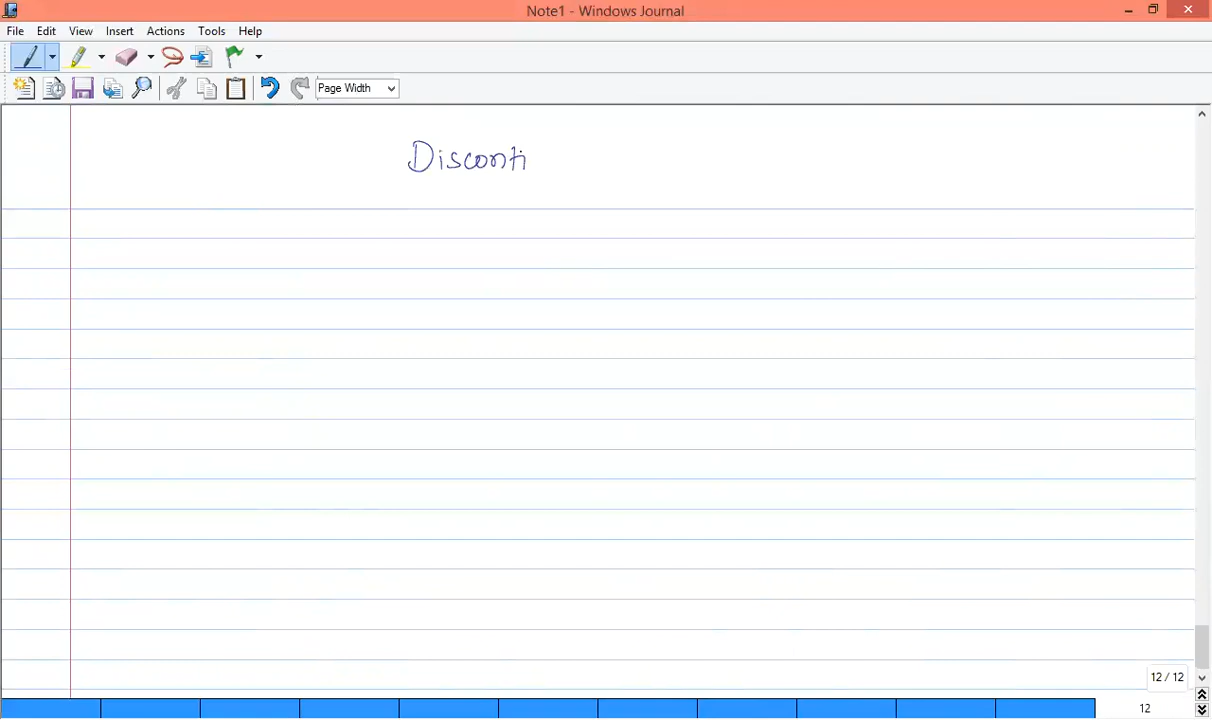 Note1 - Windows Journal
File Edit View Insert Actions Tools Help
Page Width
Disconti
12 / 12
12